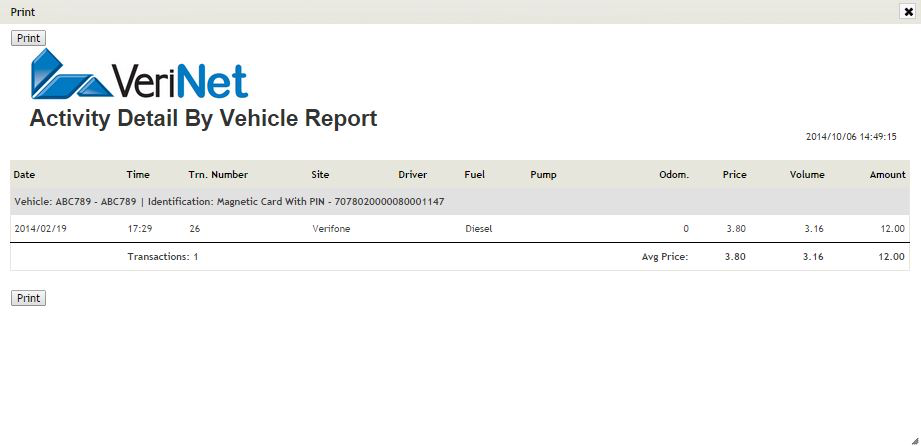 Print
Print
VeriNet
Activity Detail By Vehicle Report
2014/10/06 14:49:15
Date Time Trn. Number Site Driver Fuel Pump Odom. Price Volume Amount
Vehicle: ABC789 - ABC789 | Identification: Magnetic Card With PIN - 7078020000080001147
2014/02/19 17:29 26 Verifone Diesel 0 3.80 3.16 12.00
Transactions: 1 Avg Price: 3.80 3.16 12.00
Print